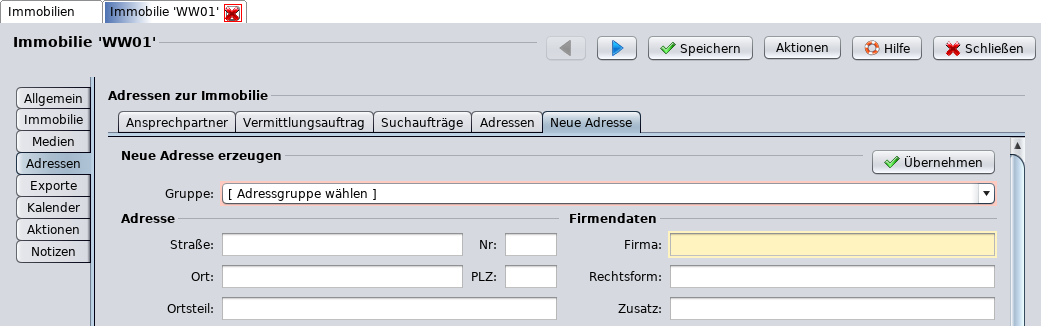 Immobilien Immobilie 'WW01'
Immobilie 'WW01' Speichern Aktionen Hilfe Schließen
Allgemein
Immobilie
Medien
Adressen
Exporte
Kalender
Aktionen
Notizen
Adressen zur Immobilie
Ansprechpartner Vermittlungsauftrag Suchaufträge Adressen Neue Adresse
Neue Adresse erzeugen Übernehmen
Gruppe: [ Adressgruppe wählen ]
Adresse Firmendaten
Straße: Nr: Firma:
Ort: PLZ: Rechtsform:
Ortsteil: Zusatz: